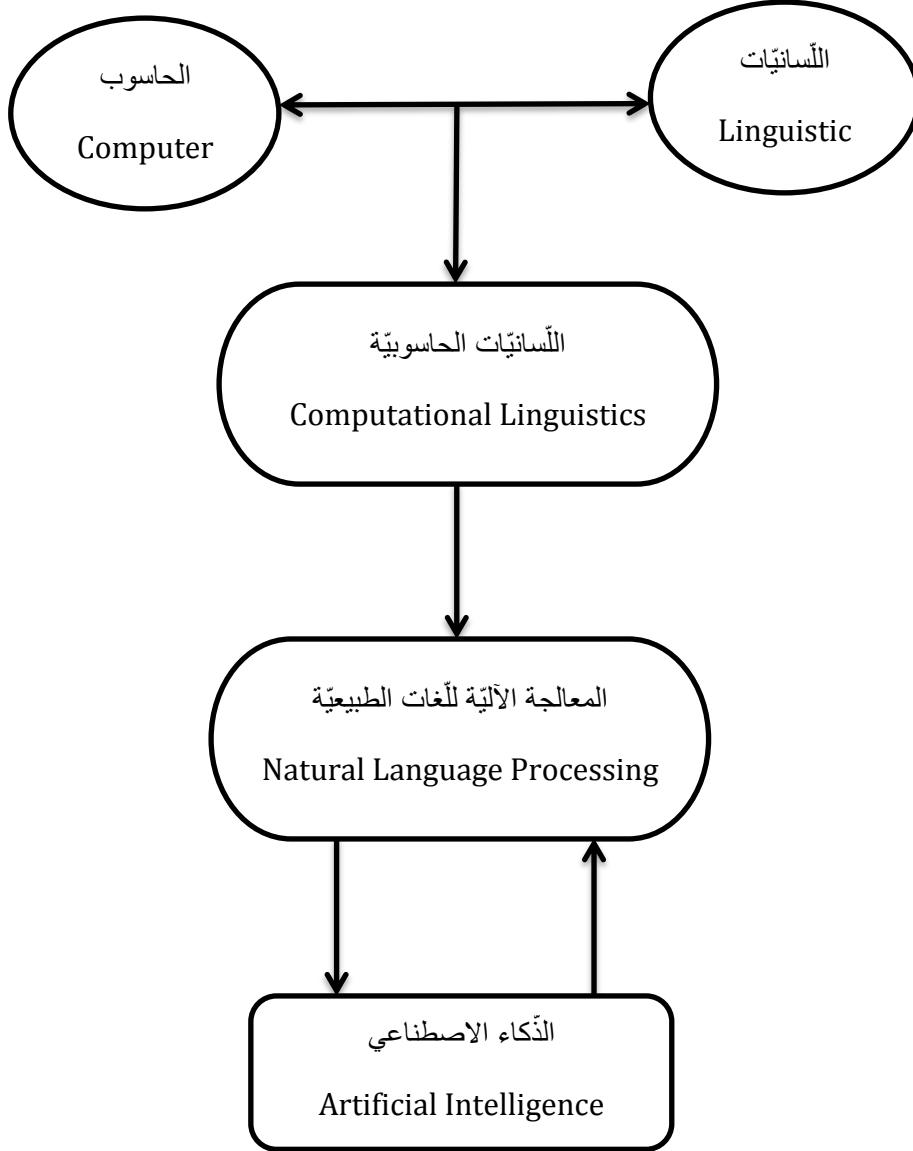 اللّسانيّات
Linguistic
الحاسوب
Computer
اللّسانيّات الحاسوبيّة
Computational Linguistics
المعالجة الآليّة للّغات الطبيعيّة
Natural Language Processing
الذّكاء الاصطناعي
Artificial Intelligence